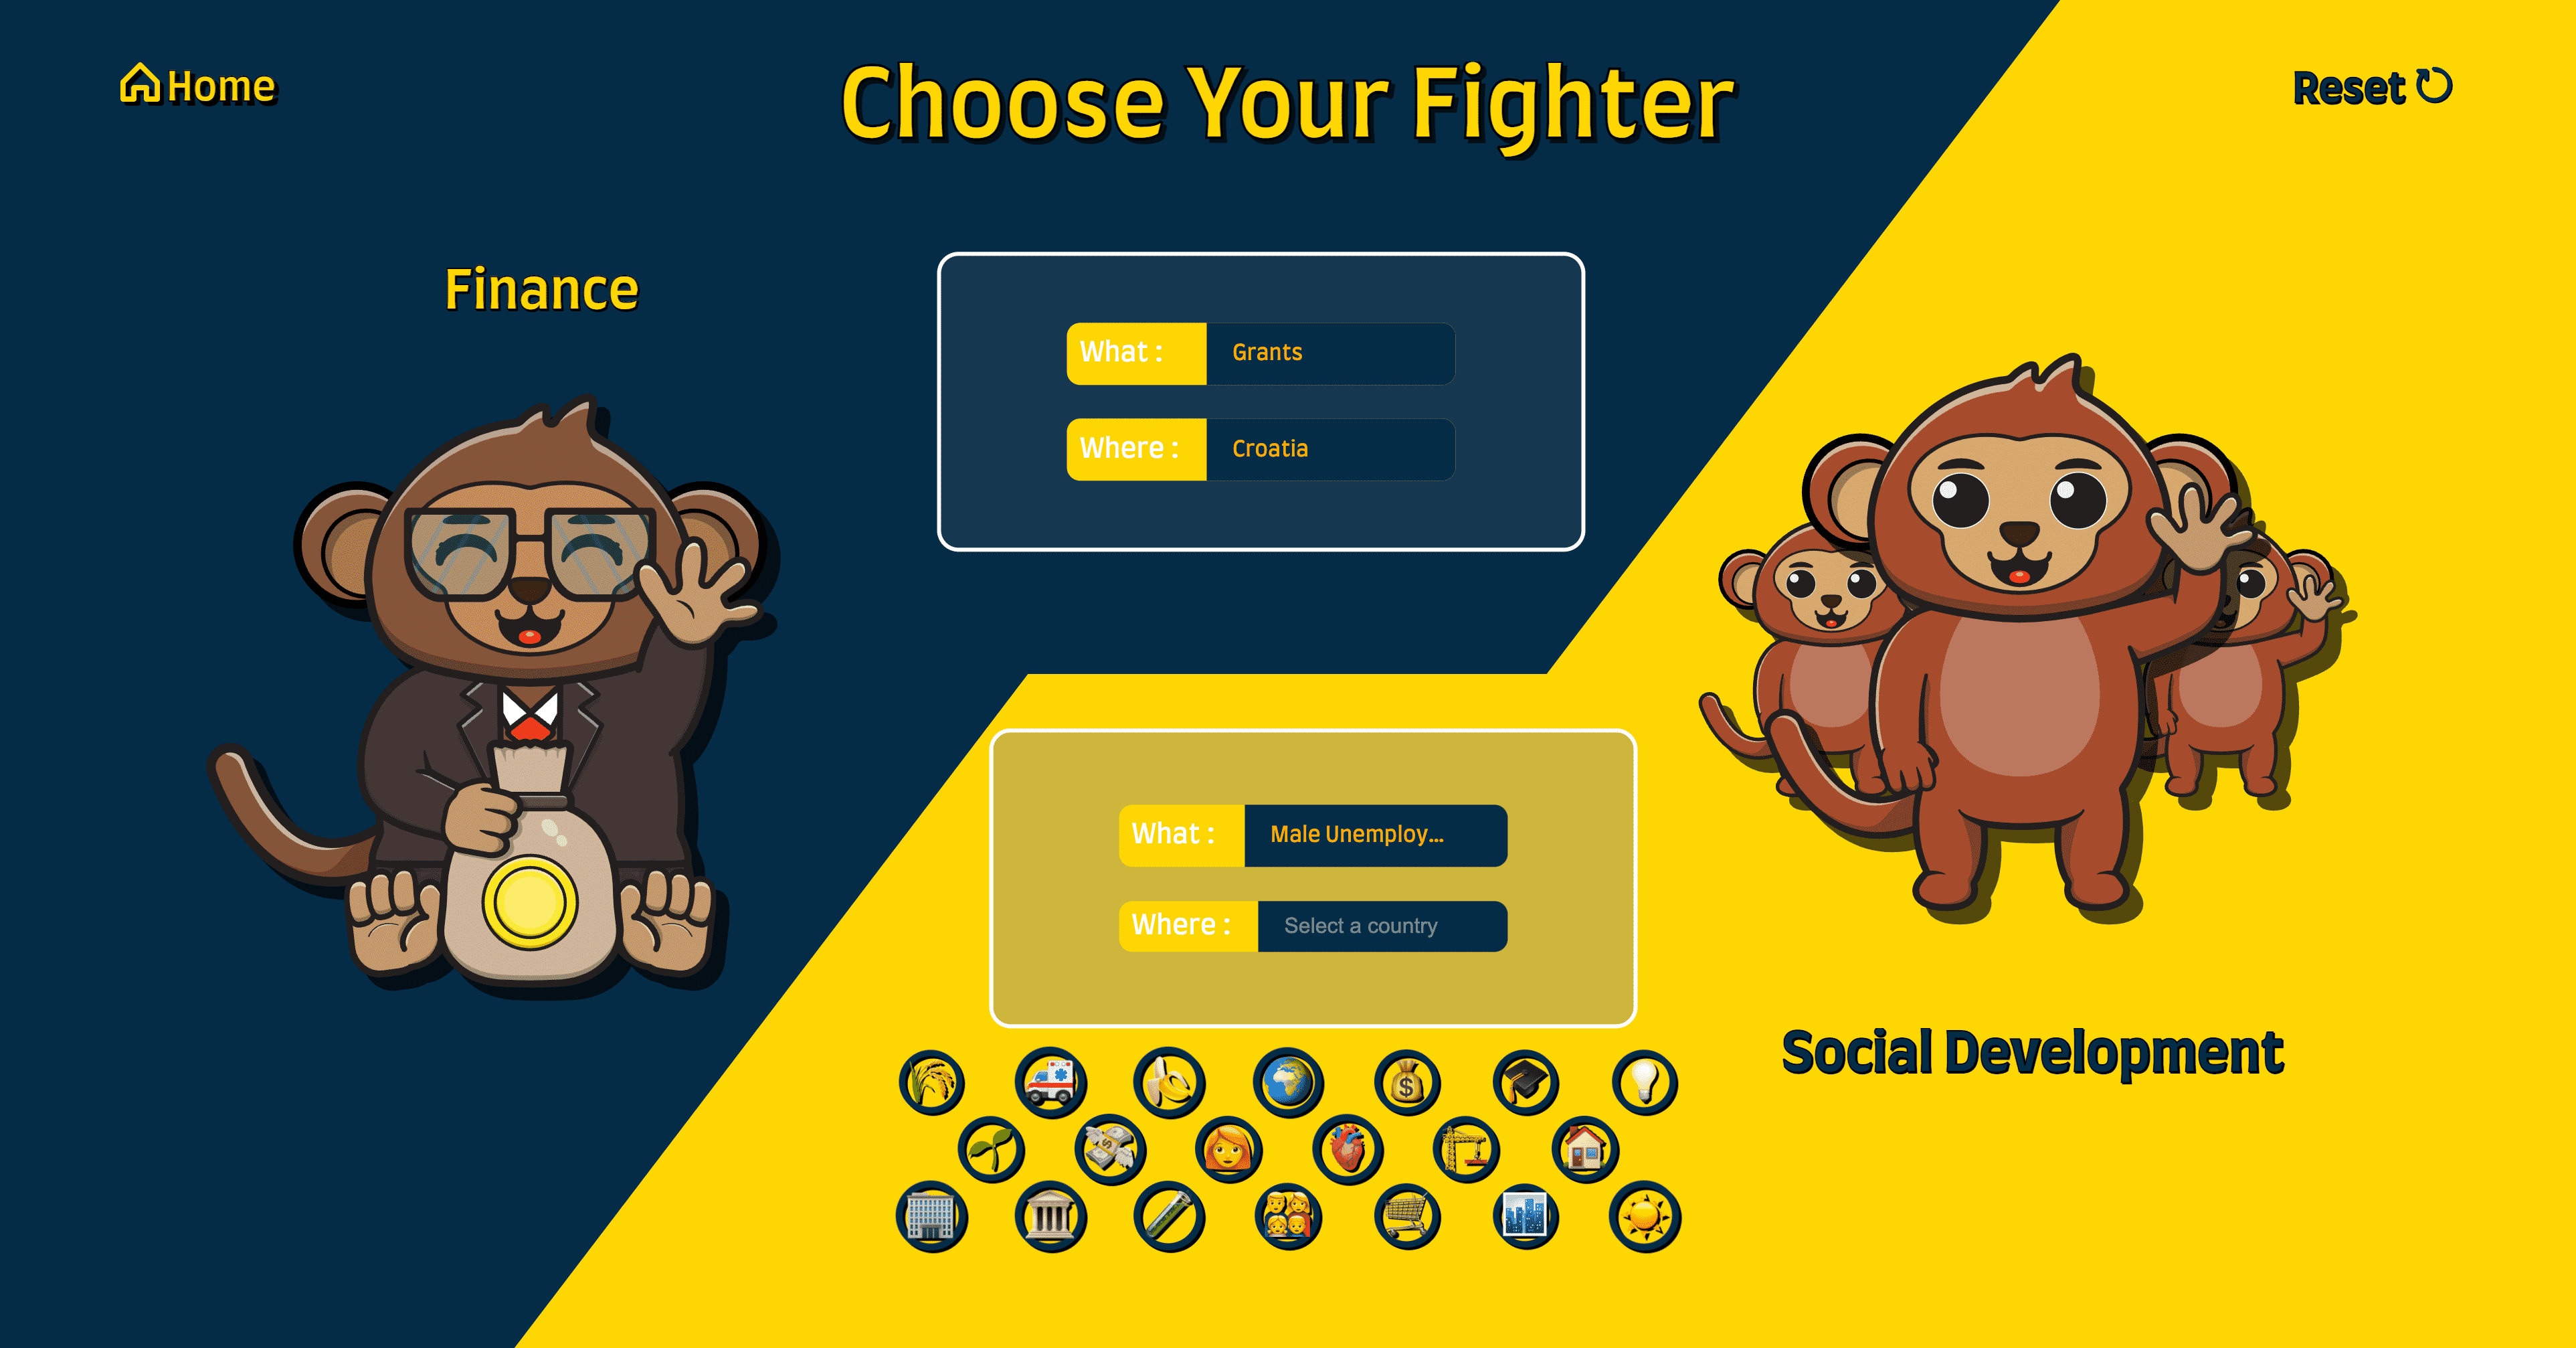 Home
Choose Your Fighter
Reset
Finance
What :
Grants
Where :
Croatia
What :
Male Unemploy...
Where :
Select a country
Social Development
$